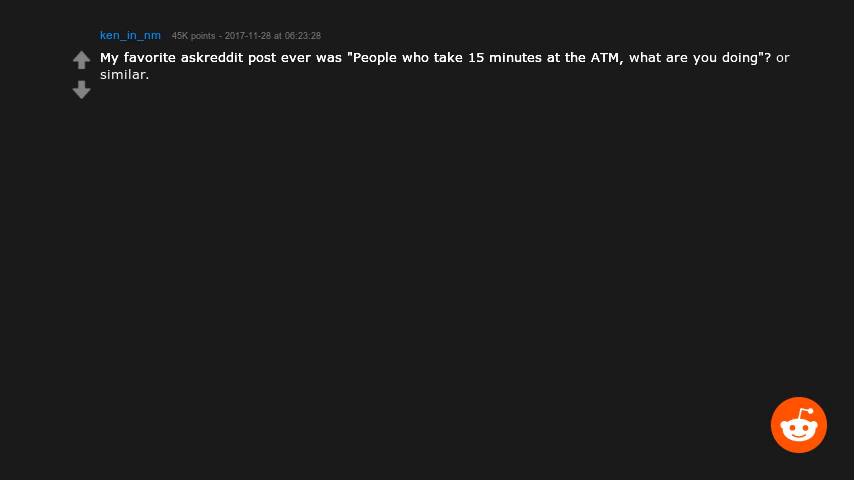 ken_in_nm 45K points - 2017-11-28 at 06:23:28
My favorite askreddit post ever was "People who take 15 minutes at the ATM, what are you doing"? or
similar.